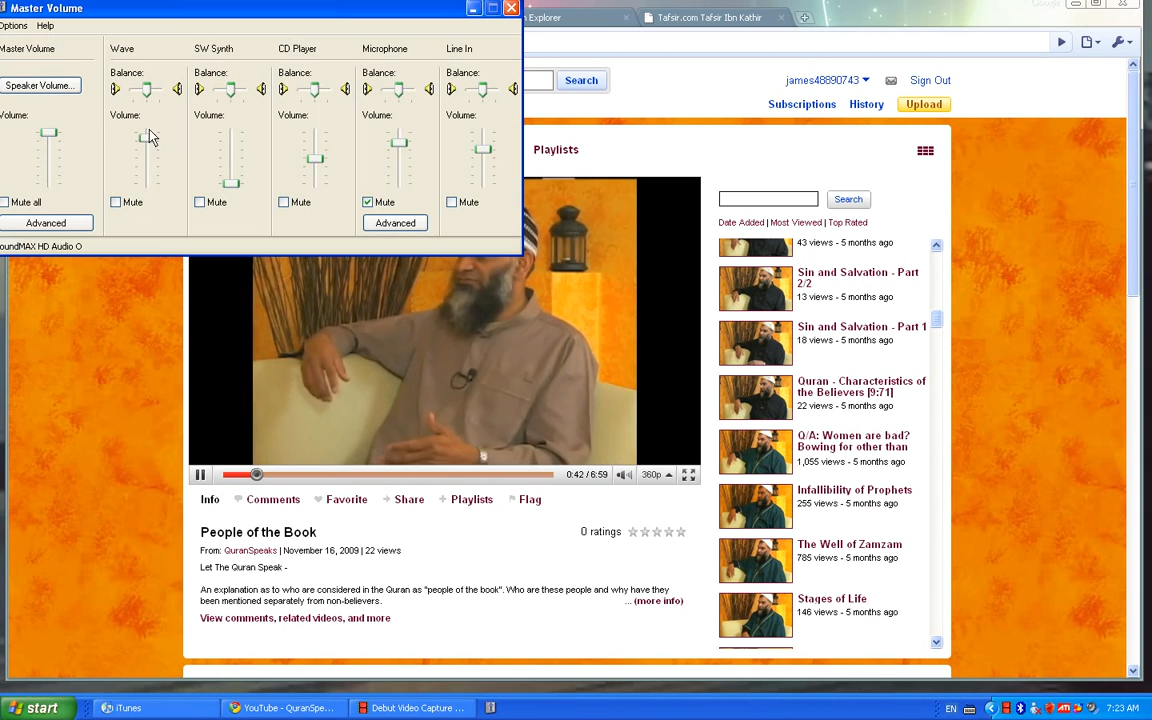 Master Volume
Options Help
Master Volume Wave SW Synth CD Player Microphone Line In
Balance: Balance: Balance: Balance: Balance:
Speaker Volume...
Volume: Volume: Volume: Volume: Volume: Volume:
Mute all Mute Mute Mute Mute Mute
Advanced Advanced
SoundMAX HD Audio O
Explorer
Tafsir.com Tafsir Ibn Kathir
Google
Search
james48890743 Sign Out
Subscriptions History Upload
Playlists
Search
Date Added | Most Viewed | Top Rated
43 views - 5 months ago
Sin and Salvation - Part
2/2
13 views - 5 months ago
Sin and Salvation - Part 1
18 views - 5 months ago
Quran - Characteristics of
the Believers [9:71]
22 views - 5 months ago
Q/A: Women are bad?
Bowing for other than
1,055 views - 5 months ago
Infallibility of Prophets
255 views - 5 months ago
The Well of Zamzam
785 views - 5 months ago
Stages of Life
146 views - 5 months ago
0:42 / 6:59 360p
Info Comments Favorite Share Playlists Flag
People of the Book
0 ratings
From: QuranSpeaks | November 16, 2009 | 22 views
Let The Quran Speak -
An explanation as to who are considered in the Quran as "people of the book". Who are these people and why have they
been mentioned separately from non-believers.
... (more info)
View comments, related videos, and more
start iTunes YouTube - QuranSpe... Debut Video Capture ... EN ATI 7:23 AM